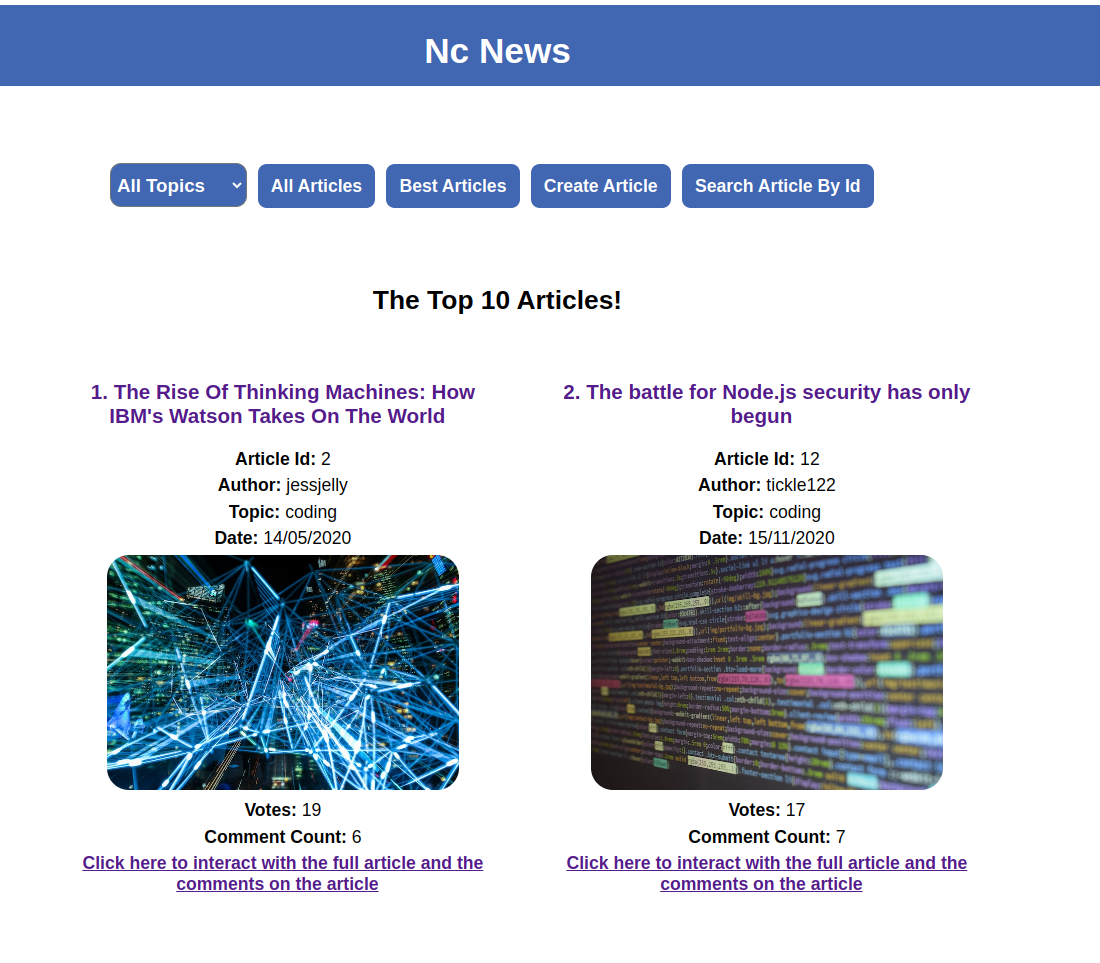 Nc News
All Topics All Articles Best Articles Create Article Search Article By Id
The Top 10 Articles!
1. The Rise Of Thinking Machines: How
IBM's Watson Takes On The World
Article Id: 2
Author: jessjelly
Topic: coding
Date: 14/05/2020
Votes: 19
Comment Count: 6
Click here to interact with the full article and the
comments on the article
2. The battle for Node.js security has only
begun
Article Id: 12
Author: tickle122
Topic: coding
Date: 15/11/2020
Votes: 17
Comment Count: 7
Click here to interact with the full article and the
comments on the article